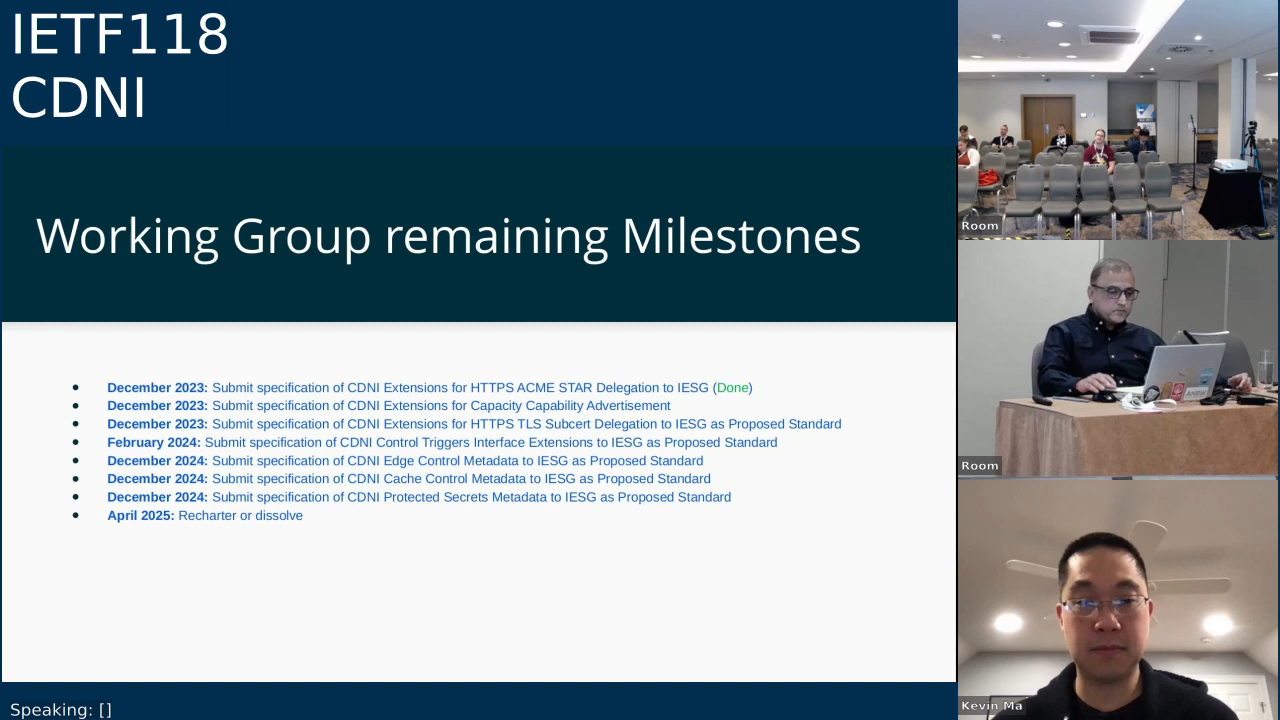 IETF118
CDNI
Working Group remaining Milestones
• December 2023: Submit specification of CDNI Extensions for HTTPS ACME STAR Delegation to IESG (Done)
• December 2023: Submit specification of CDNI Extensions for Capacity Capability Advertisement
• December 2023: Submit specification of CDNI Extensions for HTTPS TLS Subcert Delegation to IESG as Proposed Standard
• February 2024: Submit specification of CDNI Control Triggers Interface Extensions to IESG as Proposed Standard
• December 2024: Submit specification of CDNI Edge Control Metadata to IESG as Proposed Standard
• December 2024: Submit specification of CDNI Cache Control Metadata to IESG as Proposed Standard
• December 2024: Submit specification of CDNI Protected Secrets Metadata to IESG as Proposed Standard
• April 2025: Recharter or dissolve
Speaking: []
Room
Room
Kevin Ma